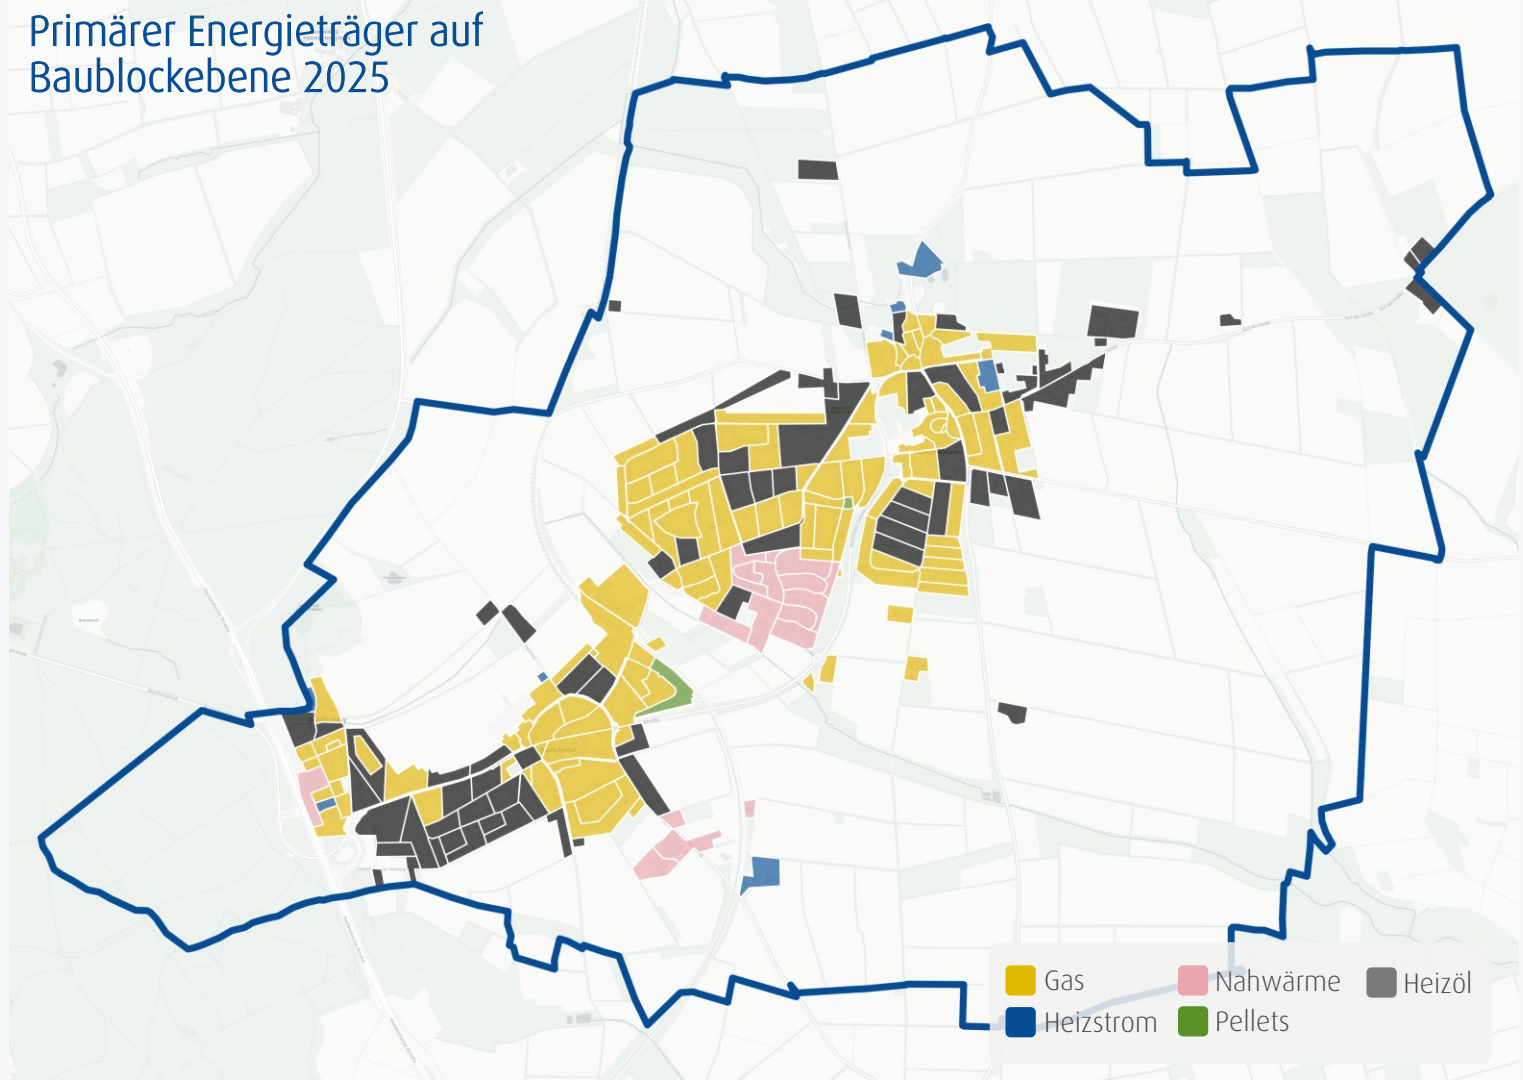 Primärer Energieträger auf
Baublockebene 2025
Gas
Nahwärme
Heizöl
Heizstrom
Pellets